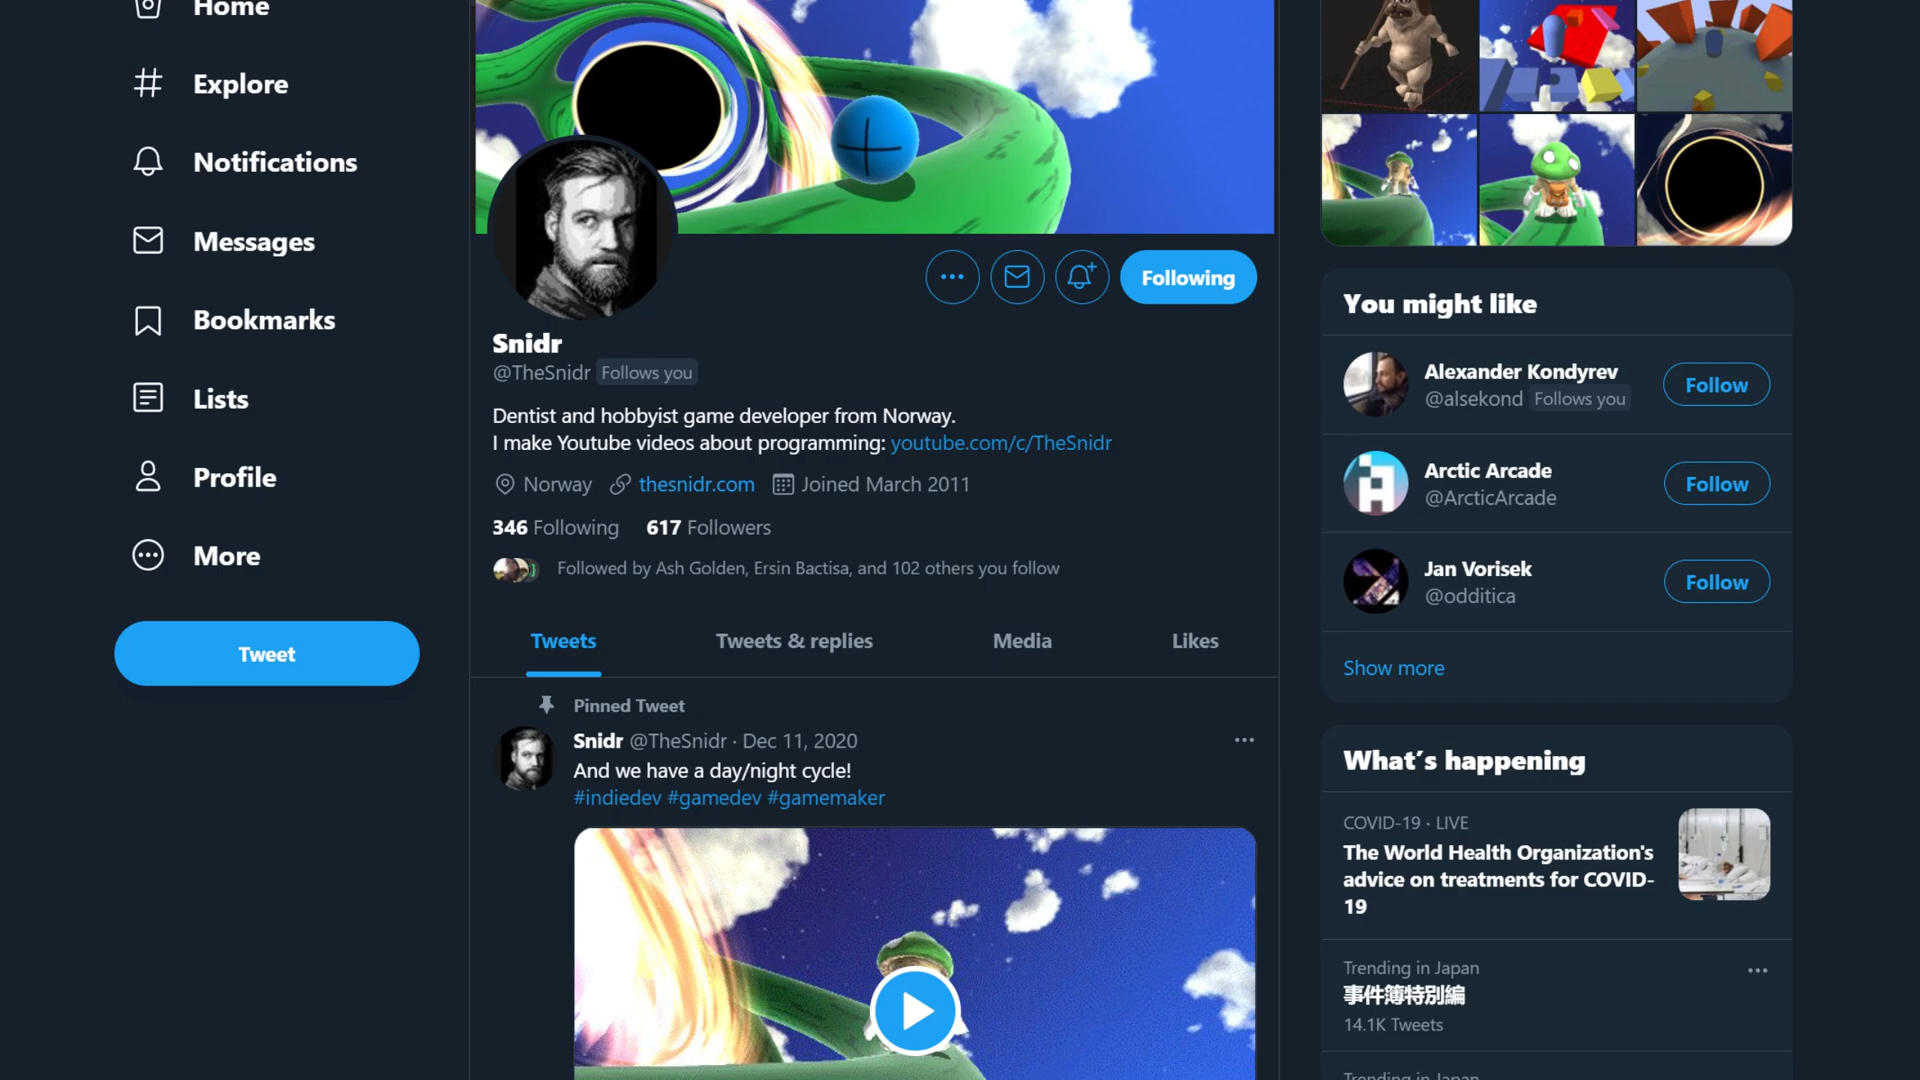 Home
Explore
Notifications
Messages
Bookmarks
Lists
Profile
More
Tweet
Following
Snidr
@TheSnidr Follows you
Dentist and hobbyist game developer from Norway.
I make Youtube videos about programming: youtube.com/c/TheSnidr
Norway thesnidr.com Joined March 2011
346 Following 617 Followers
Followed by Ash Golden, Ersin Bactisa, and 102 others you follow
Tweets Tweets & replies Media Likes
Pinned Tweet
Snidr @TheSnidr · Dec 11, 2020
And we have a day/night cycle!
#indiedev #gamedev #gamemaker
You might like
Alexander Kondyrev
@alsekond Follows you
Follow
Arctic Arcade
@ArcticArcade
Follow
Jan Vorisek
@odditica
Follow
Show more
What's happening
COVID-19 · LIVE
The World Health Organization's
advice on treatments for COVID-
19
Trending in Japan
事件簿特別編
14.1K Tweets
Trending in Japan